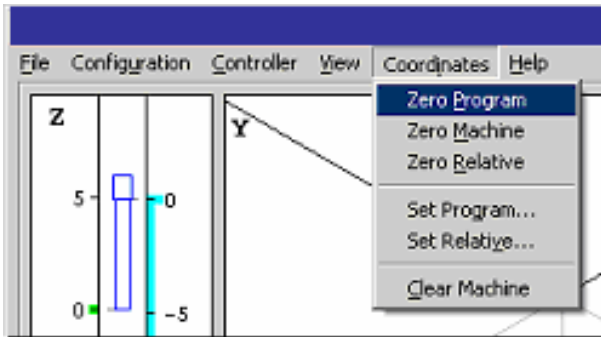 File Configuration Controller View Coordinates Help
Zero Program
Zero Machine
Zero Relative
Set Program...
Set Relative...
Clear Machine
Z
Y
5
0
0
-5